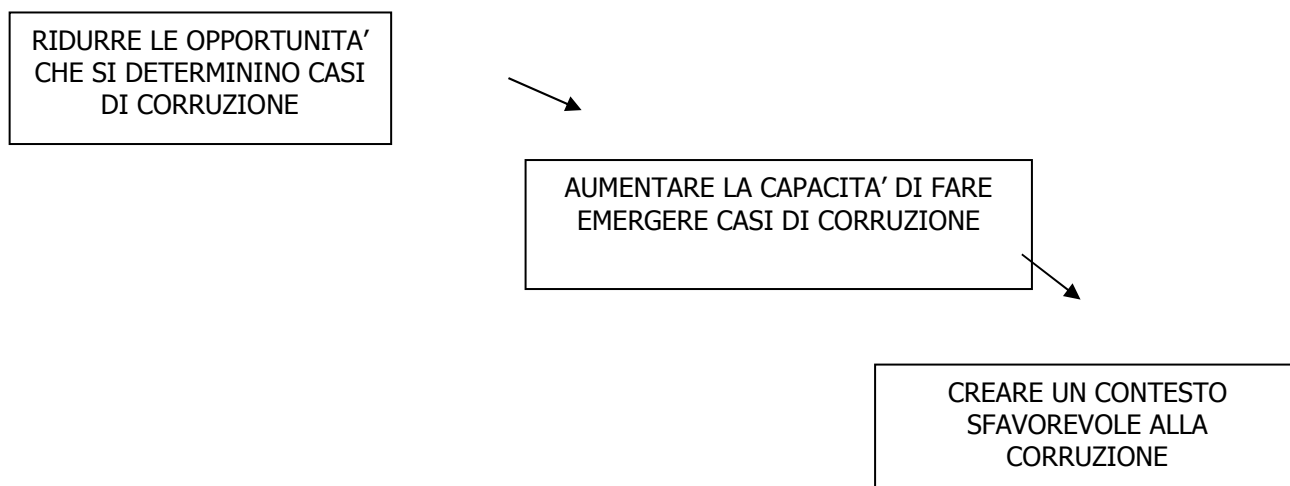 RIDURRE LE OPPORTUNITA’
CHE SI DETERMININO CASI
DI CORRUZIONE
AUMENTARE LA CAPACITA’ DI FARE
EMERGERE CASI DI CORRUZIONE
CREARE UN CONTESTO
SFAVOREVOLE ALLA
CORRUZIONE